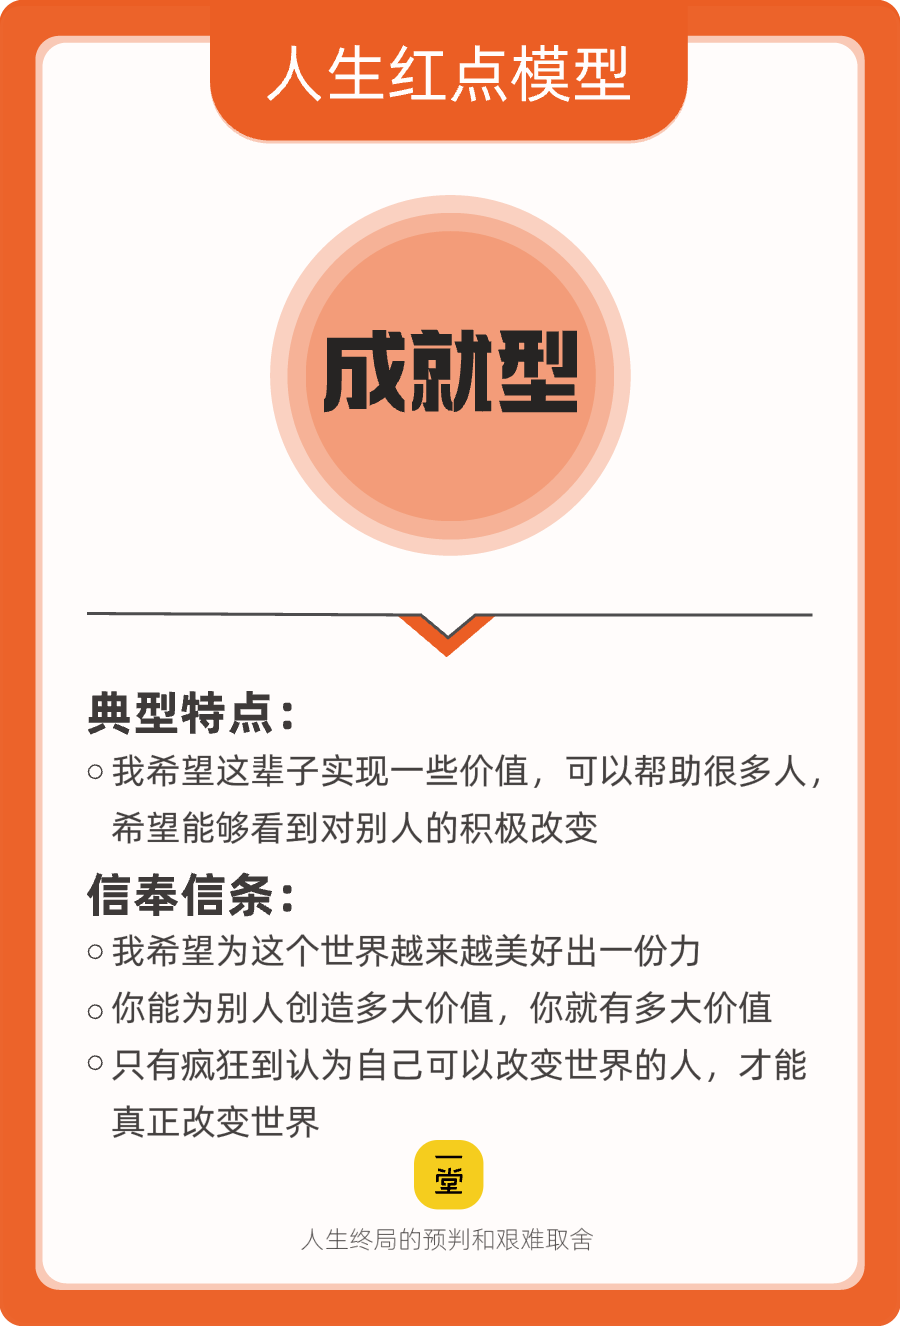 人生红点模型
成就型
典型特点：
我希望这辈子实现一些价值，可以帮助很多人，
希望能够看到对别人的积极改变
信奉信条：
我希望为这个世界越来越美好出一份力
你能为别人创造多大价值，你就有多大价值
只有疯狂到认为自己可以改变世界的人，才能
真正改变世界
一堂
人生终局的预判和艰难取舍